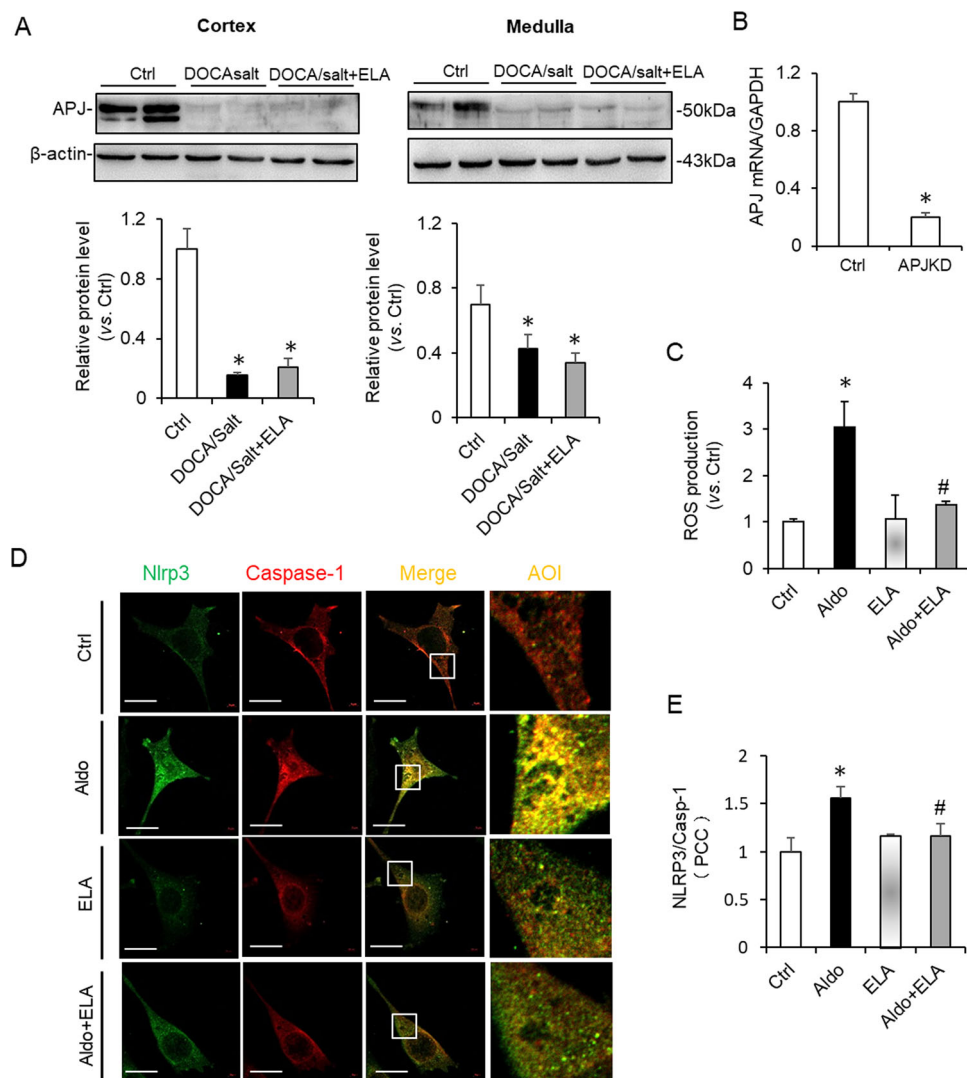 A
Cortex
Medulla
Ctrl DOCAsalt DOCA/salt+ELA
Ctrl DOCA/salt DOCA/salt+ELA
APJ-
-50kDa
β-actin-
-43kDa
Relative protein level
(vs. Ctrl)
1.2
0.8
0.4
0
*
*
Ctrl
DOCA/Salt
DOCA/Salt+ELA
Relative protein level
(vs. Ctrl)
1.2
0.8
0.4
0
*
*
Ctrl
DOCA/Salt
DOCA/Salt+ELA
B
APJ mRNA/GAPDH
1.2
0.8
0.4
0
*
Ctrl APJKD
C
ROS production
(vs. Ctrl)
4
3
2
1
0
*
#
Ctrl
Aldo
ELA
Aldo+ELA
D
Nlrp3 Caspase-1 Merge AOI
Ctrl
Aldo
ELA
Aldo+ELA
E
NLRP3/Casp-1
( PCC )
2
1.5
1
0.5
0
*
#
Ctrl
Aldo
ELA
Aldo+ELA